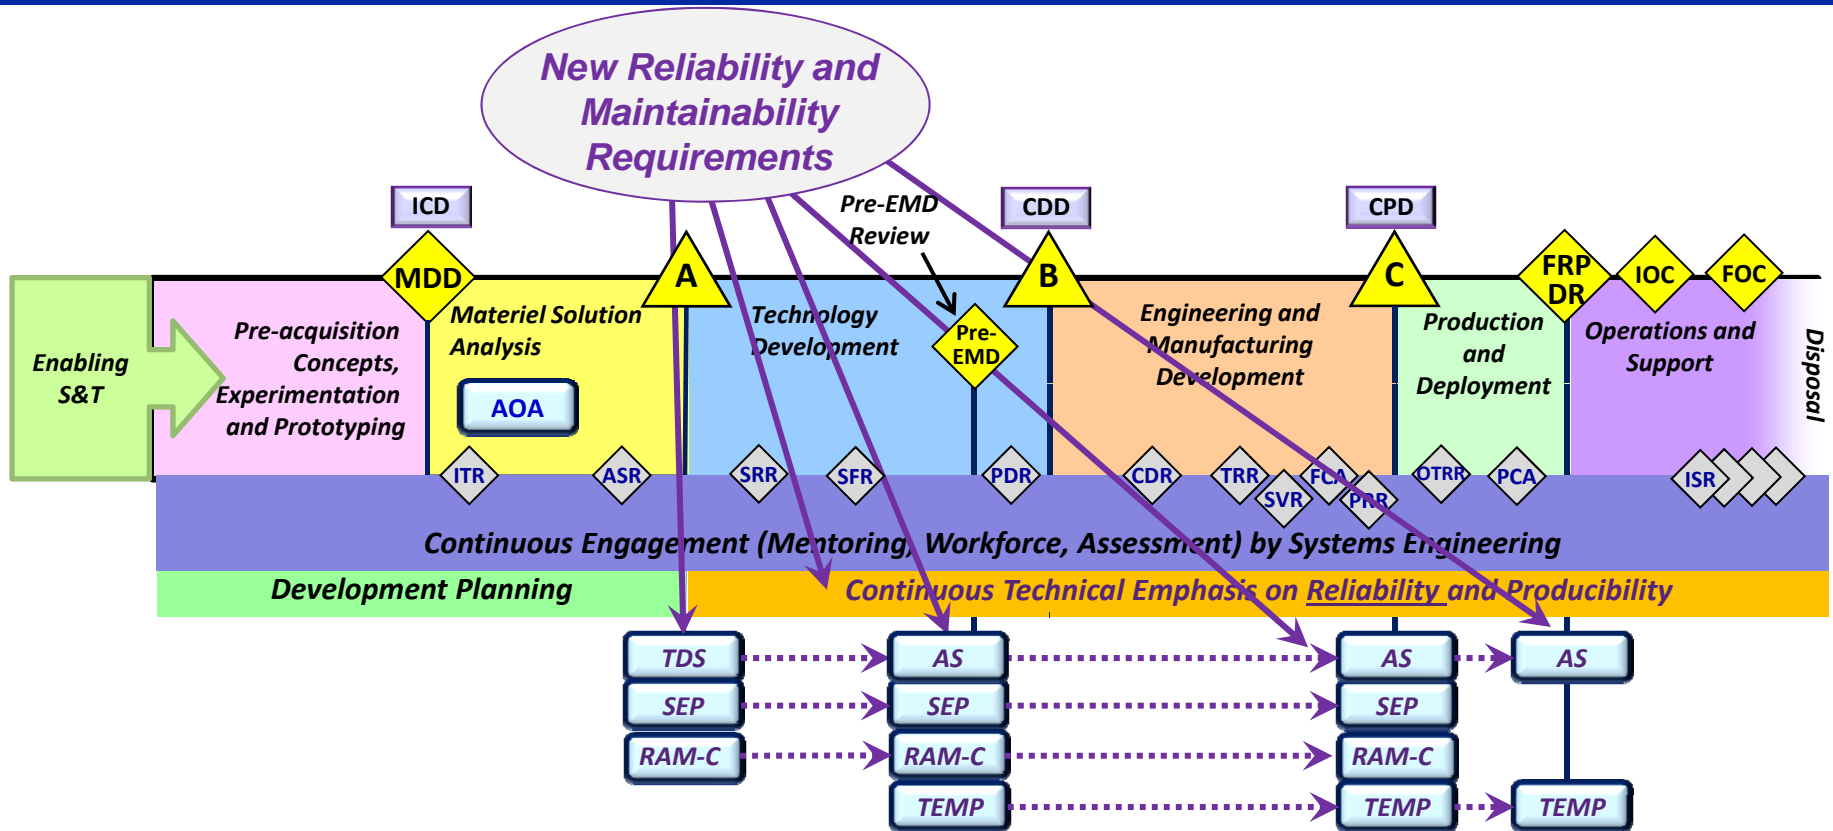 New Reliability and
Maintainability
Requirements
ICD
Pre-EMD
Review
CDD
CPD
MDD
A
B
C
FRP
DR
IOC
FOC
Enabling
S&T
Pre-acquisition
Concepts,
Experimentation
and Prototyping
Materiel Solution
Analysis
AOA
Technology
Development
Pre-
EMD
Engineering and
Manufacturing
Development
Production
and
Deployment
Operations and
Support
Disposal
ITR
ASR
SRR
SFR
PDR
CDR
TRR
SVR
FCA
PRR
OTRR
PCA
ISR
Continuous Engagement (Mentoring, Workforce, Assessment) by Systems Engineering
Development Planning
Continuous Technical Emphasis on Reliability and Producibility
TDS
AS
AS
AS
SEP
SEP
SEP
RAM-C
RAM-C
RAM-C
TEMP
TEMP
TEMP